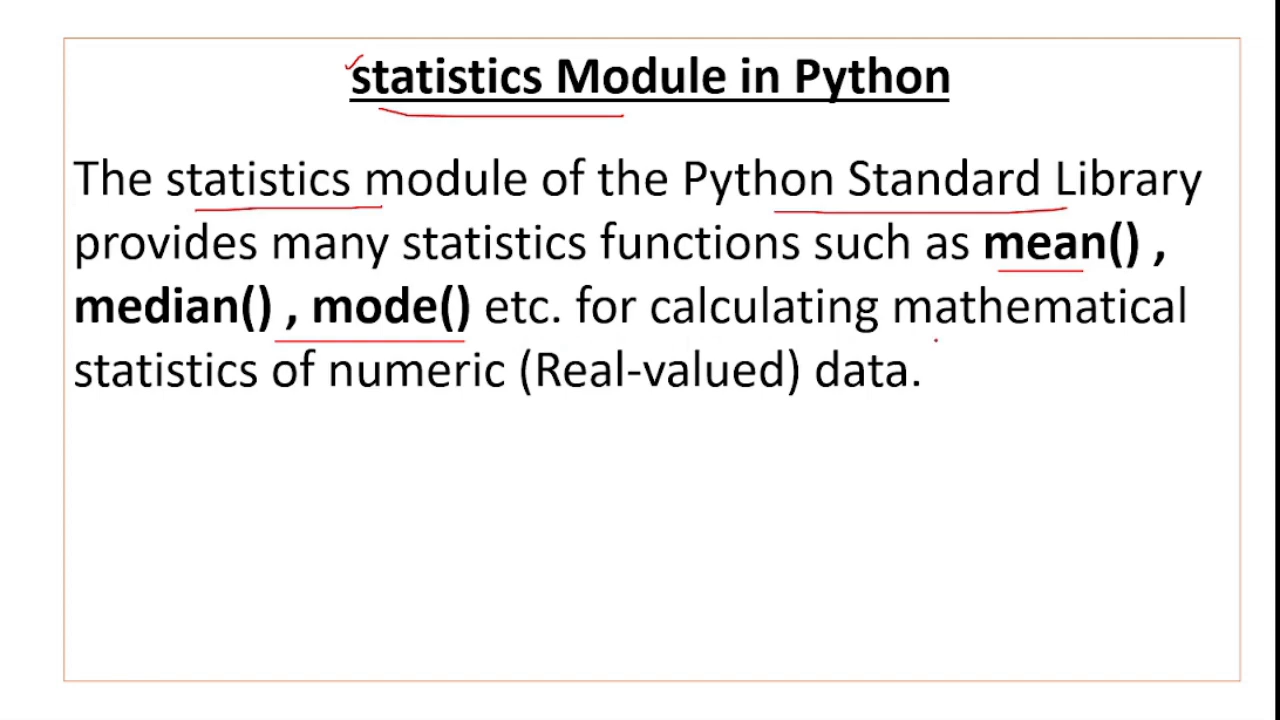 statistics Module in Python
The statistics module of the Python Standard Library
provides many statistics functions such as mean() ,
median() , mode() etc. for calculating mathematical
statistics of numeric (Real-valued) data.